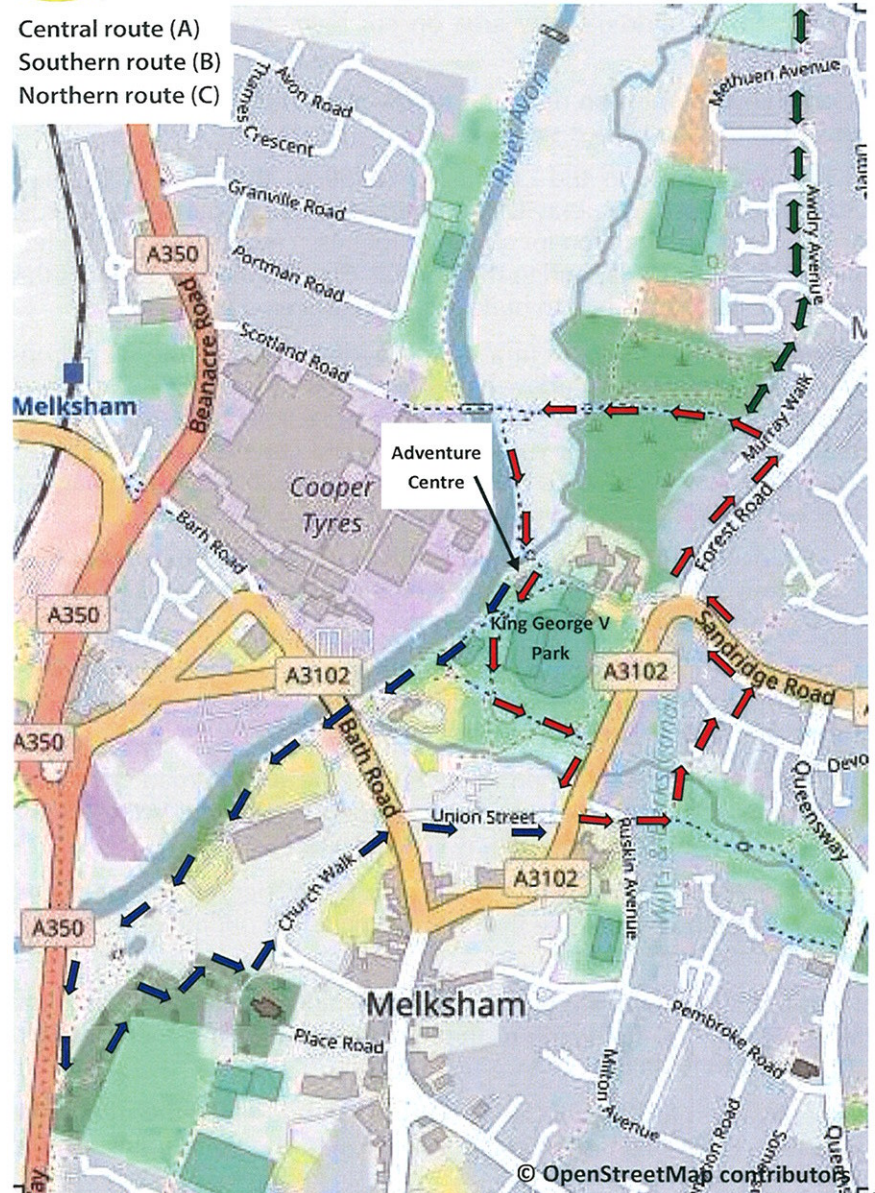 Central route (A)
Southern route (B)
Northern route (C)
Methuen Avenue
Avon Road
Thames
Crescent
River Avon
Granville Road
Awdry Avenue
A350
Portman Road
Beanacre Road
Scotland Road
Melksham
Murray Walk
Adventure
Centre
Cooper
Tyres
Forest Road
Barh Road
A350
King George V
Park
Sandridge Road
A3102
A3102
A350
Bath Road
Devo
Queensway
Union Street
Ruskin Avenue
A3102
Church Walk
A350
Melksham
Pembroke Road
Place Road
Milton Avenue
© OpenStreetMap contributors